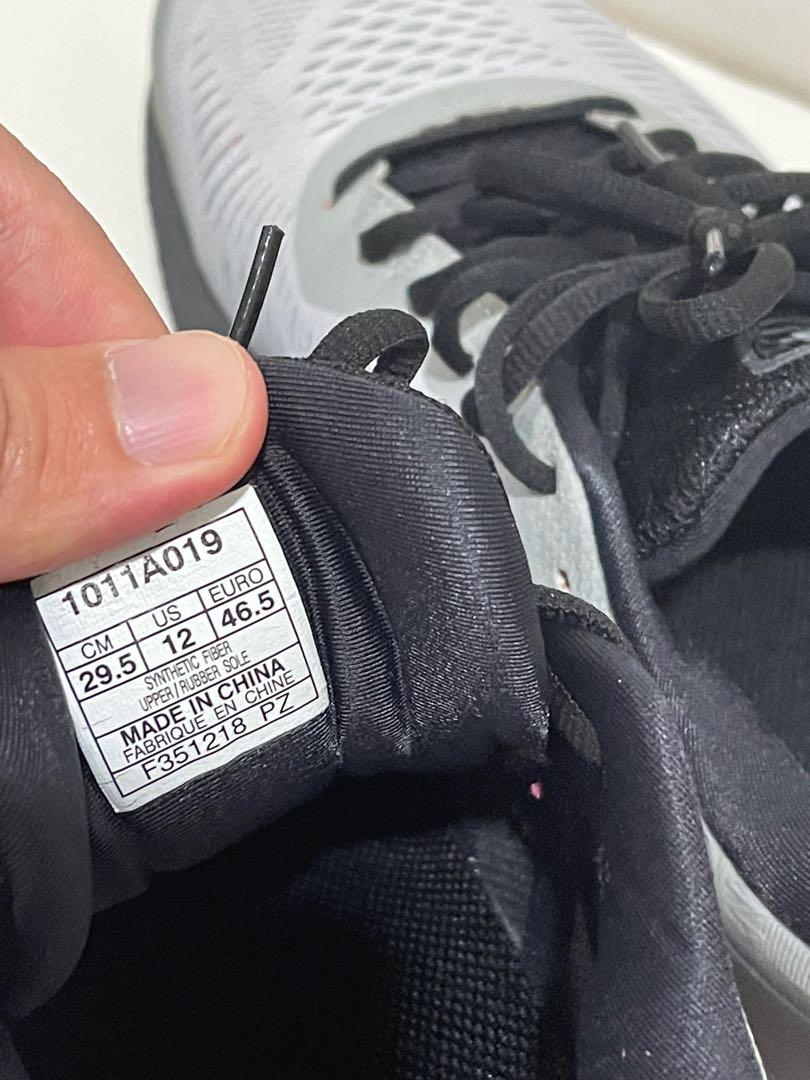 1011A019
CM US EURO
29.5 12 46.5
SYNTHETIC FIBER
UPPER/RUBBER SOLE
MADE IN CHINA
FABRIQUE EN CHINE
F351218 PZ